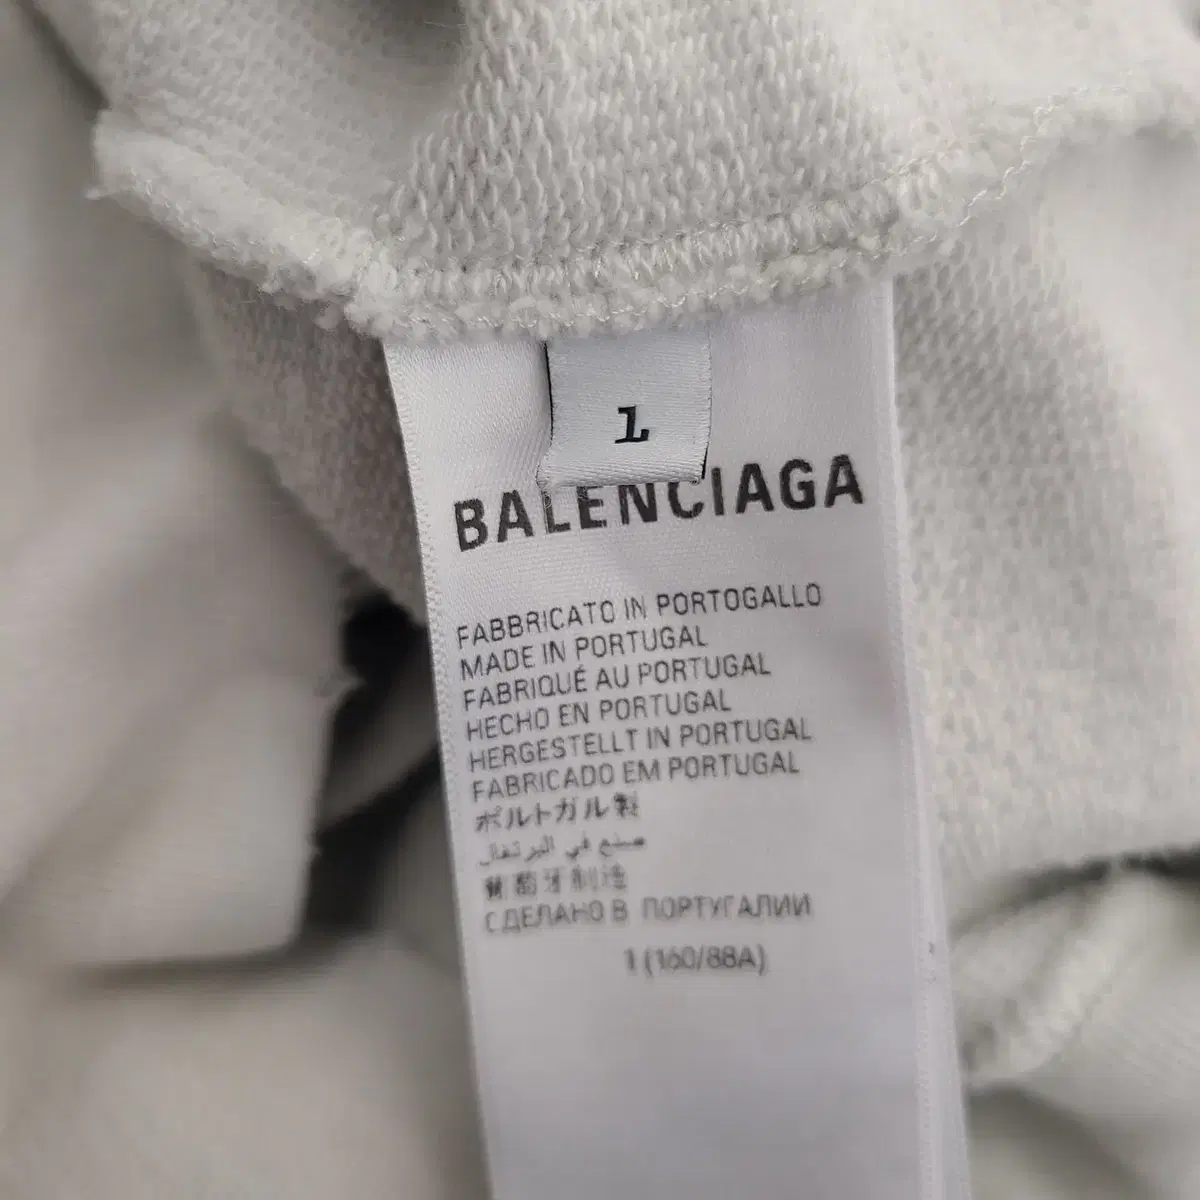 1
BALENCIAGA
FABBRICATO IN PORTOGALLO
MADE IN PORTUGAL
FABRIQUÉ AU PORTUGAL
HECHO EN PORTUGAL
HERGESTELLT IN PORTUGAL
FABRICADO EM PORTUGAL
ポルトガル製
صنع في البرتغال
葡萄牙制造
СДЕЛАНО В ПОРТУГАЛИИ
1 (160/88A)